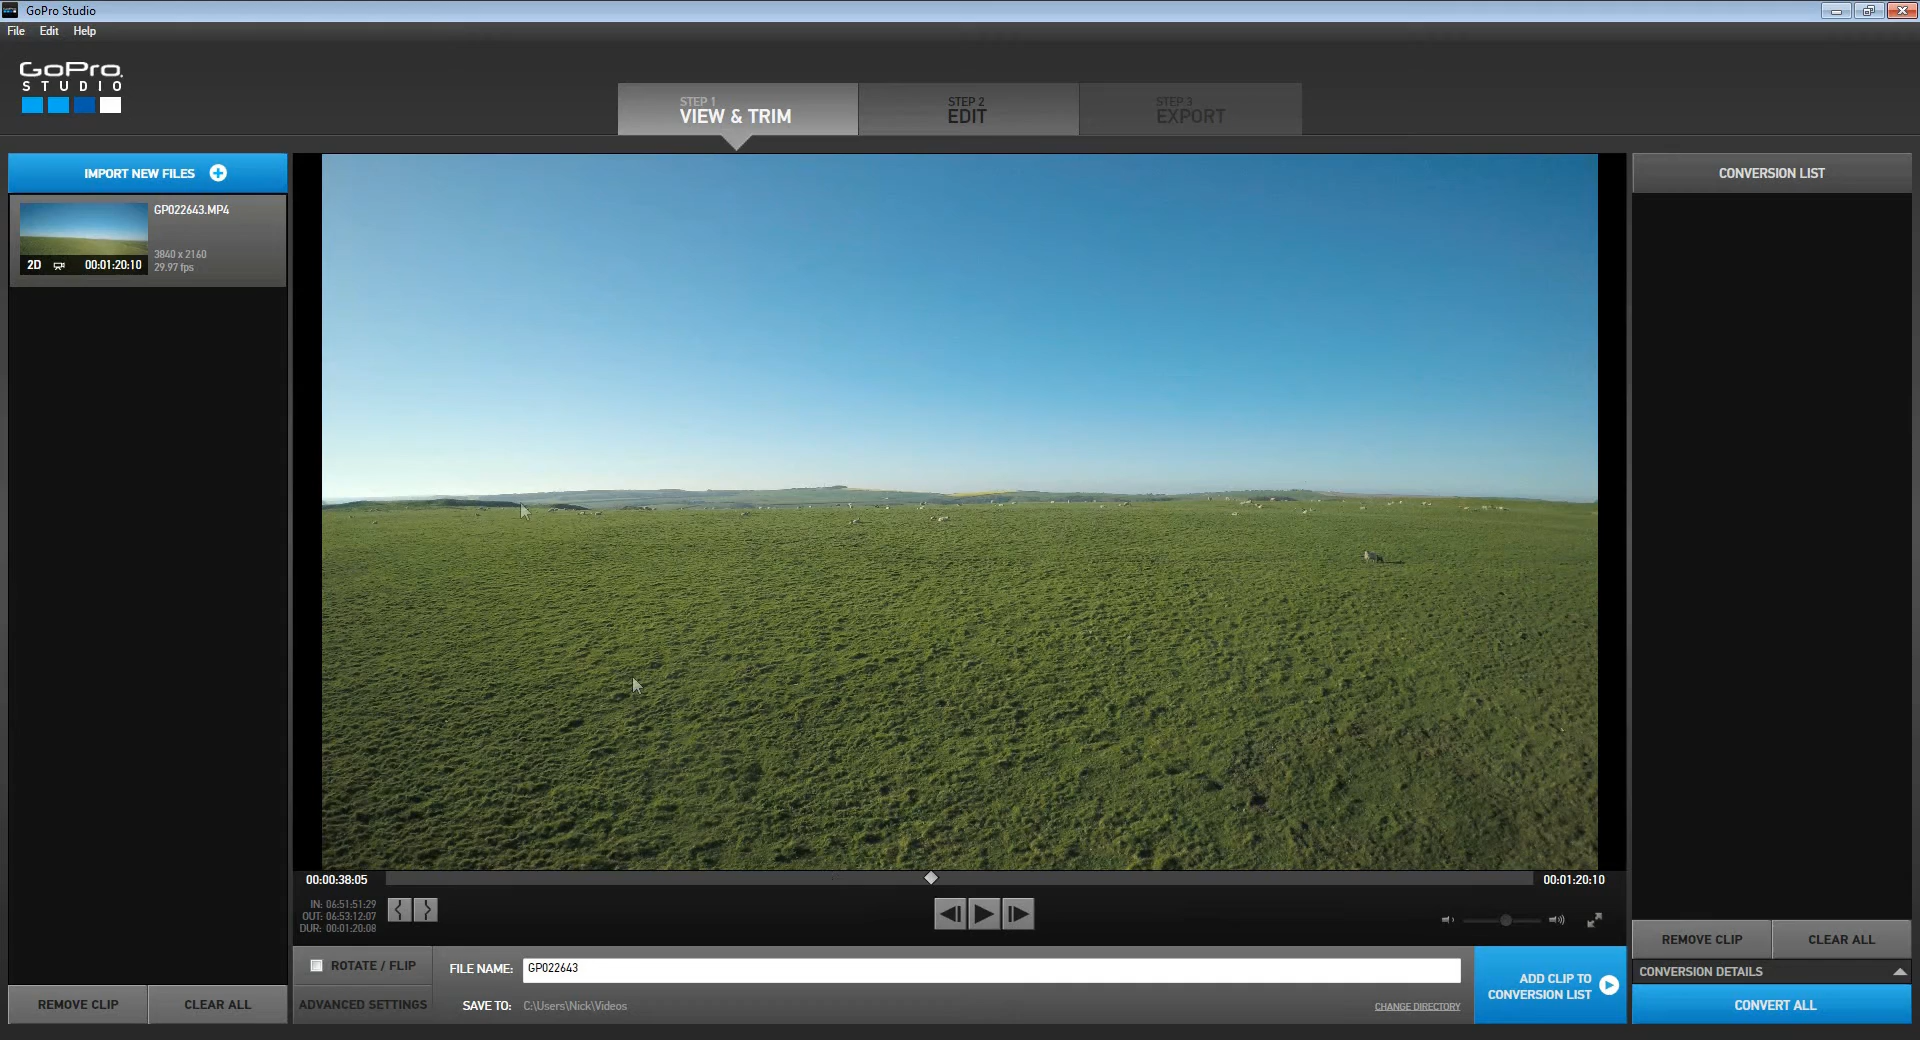 GoPro Studio
File Edit Help
GoPro
STUDIO
STEP 1
VIEW & TRIM
STEP 2
EDIT
STEP 3
EXPORT
IMPORT NEW FILES
GP022643.MP4
3840 x 2160
29.97 fps
2D 00:01:20:10
CONVERSION LIST
00:00:38:05
00:01:20:10
IN: 06:51:51:29
OUT: 06:53:12:07
DUR: 00:01:20:08
ROTATE / FLIP
ADVANCED SETTINGS
FILE NAME: GP022643
SAVE TO: C:\Users\Nick\Videos
CHANGE DIRECTORY
ADD CLIP TO
CONVERSION LIST
REMOVE CLIP CLEAR ALL
REMOVE CLIP CLEAR ALL
CONVERSION DETAILS
CONVERT ALL